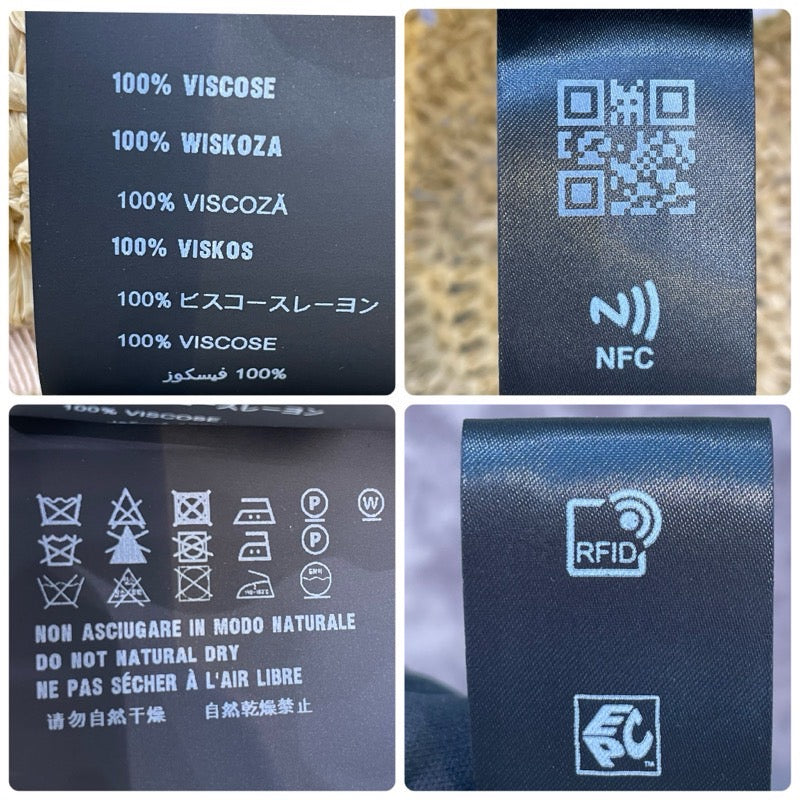 100% VISCOSE
100% WISKOZA
100% VISCOZĂ
100% VISKOS
100% ビスコースレーヨン
100% VISCOSE
100% فيسكوز
NFC
100% VISCOSE
P W
P
NON ASCIUGARE IN MODO NATURALE
DO NOT NATURAL DRY
NE PAS SÉCHER À L'AIR LIBRE
请勿自然干燥 自然乾燥禁止
RFID
EPC™